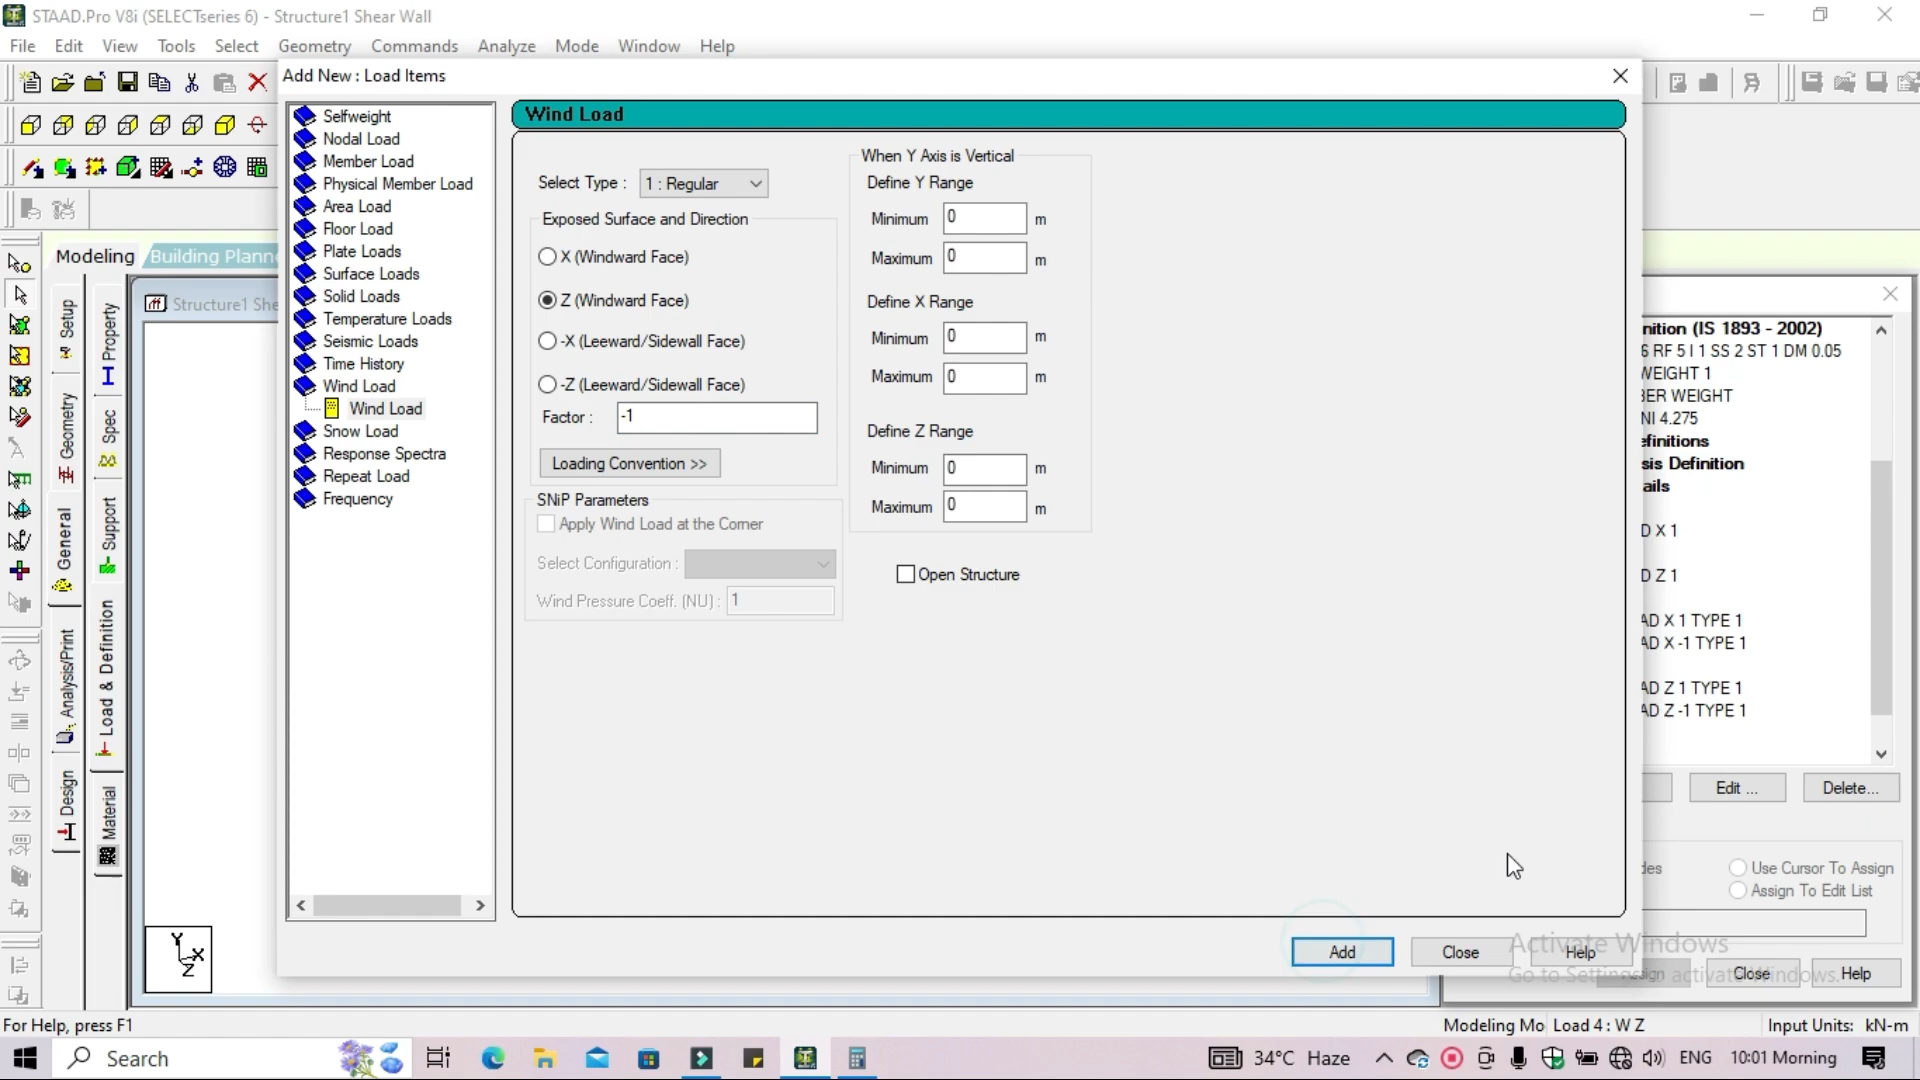 STAAD.Pro V8i (SELECTseries 6) - Structure1 Shear Wall
File Edit View Tools Select Geometry Commands Analyze Mode Window Help
Add New : Load Items
Selfweight
Nodal Load
Member Load
Physical Member Load
Area Load
Floor Load
Plate Loads
Surface Loads
Solid Loads
Temperature Loads
Seismic Loads
Time History
Wind Load
Wind Load
Snow Load
Response Spectra
Repeat Load
Frequency
Wind Load
Select Type : 1 : Regular
Exposed Surface and Direction
X (Windward Face)
Z (Windward Face)
-X (Leeward/Sidewall Face)
-Z (Leeward/Sidewall Face)
Factor : -1
Loading Convention >>
SNiP Parameters
Apply Wind Load at the Corner
Select Configuration :
Wind Pressure Coeff. (NU) : 1
When Y Axis is Vertical
Define Y Range
Minimum 0 m
Maximum 0 m
Define X Range
Minimum 0 m
Maximum 0 m
Define Z Range
Minimum 0 m
Maximum 0 m
Open Structure
Add Close Help
Modeling Building Planne
Structure1 She
Setup
Geometry
General
Analysis/Print
Design
Property
Spec
Support
Load & Definition
Material
Y
X
Z
nition (IS 1893 - 2002)
6 RF 5 I 1 SS 2 ST 1 DM 0.05
WEIGHT 1
BER WEIGHT
NI 4.275
efinitions
sis Definition
ails
D X 1
D Z 1
AD X 1 TYPE 1
AD X -1 TYPE 1
AD Z 1 TYPE 1
AD Z -1 TYPE 1
Edit ... Delete...
des Use Cursor To Assign
Assign To Edit List
Activate Windows
Go to Settings to activate Windows.
sign Close Help
For Help, press F1
Modeling Mo Load 4 : W Z Input Units: kN-m
Search
34°C Haze ENG 10:01 Morning